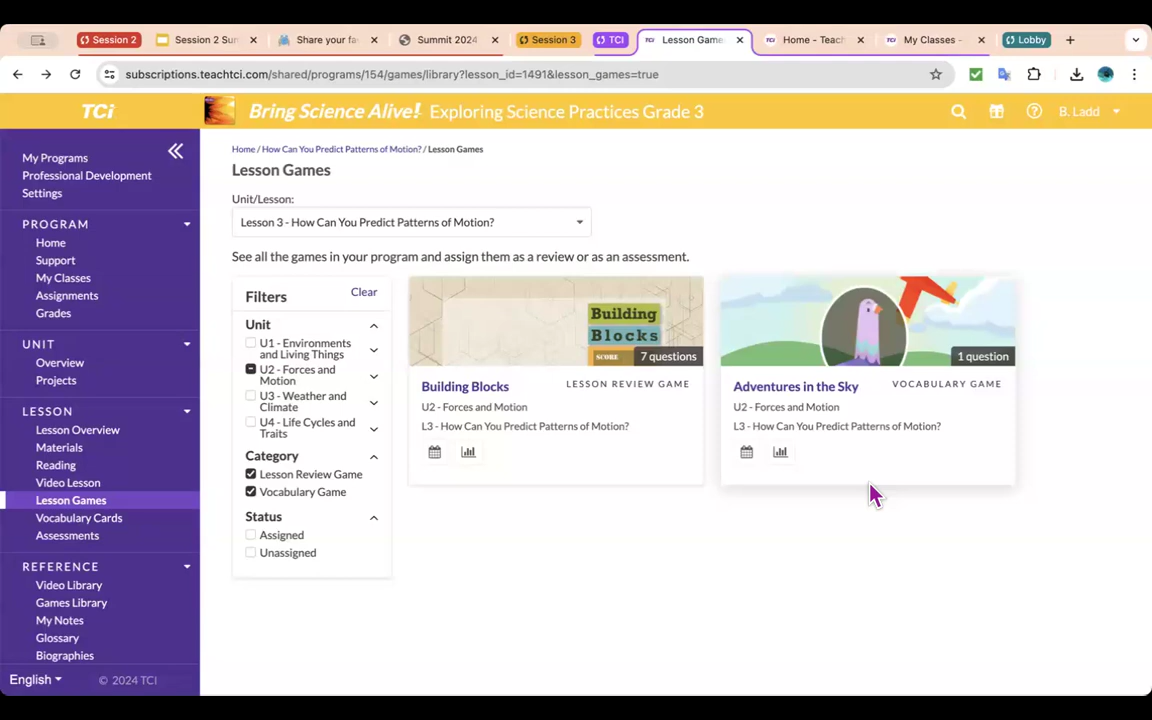 Session 2
Session 2 Sum
Share your fa
Summit 2024
Session 3
TCI
Lesson Game
Home - Teach
My Classes -
Lobby
subscriptions.teachtci.com/shared/programs/154/games/library?lesson_id=1491&lesson_games=true
TCi
Bring Science Alive! Exploring Science Practices Grade 3
B. Ladd
My Programs
Professional Development
Settings
PROGRAM
Home
Support
My Classes
Assignments
Grades
UNIT
Overview
Projects
LESSON
Lesson Overview
Materials
Reading
Video Lesson
Lesson Games
Vocabulary Cards
Assessments
REFERENCE
Video Library
Games Library
My Notes
Glossary
Biographies
English
© 2024 TCI
Home / How Can You Predict Patterns of Motion? / Lesson Games
Lesson Games
Unit/Lesson:
Lesson 3 - How Can You Predict Patterns of Motion?
See all the games in your program and assign them as a review or as an assessment.
Filters
Clear
Unit
U1 - Environments
and Living Things
U2 - Forces and
Motion
U3 - Weather and
Climate
U4 - Life Cycles and
Traits
Category
Lesson Review Game
Vocabulary Game
Status
Assigned
Unassigned
Building
Blocks
SCORE
7 questions
Building Blocks
LESSON REVIEW GAME
U2 - Forces and Motion
L3 - How Can You Predict Patterns of Motion?
1 question
Adventures in the Sky
VOCABULARY GAME
U2 - Forces and Motion
L3 - How Can You Predict Patterns of Motion?